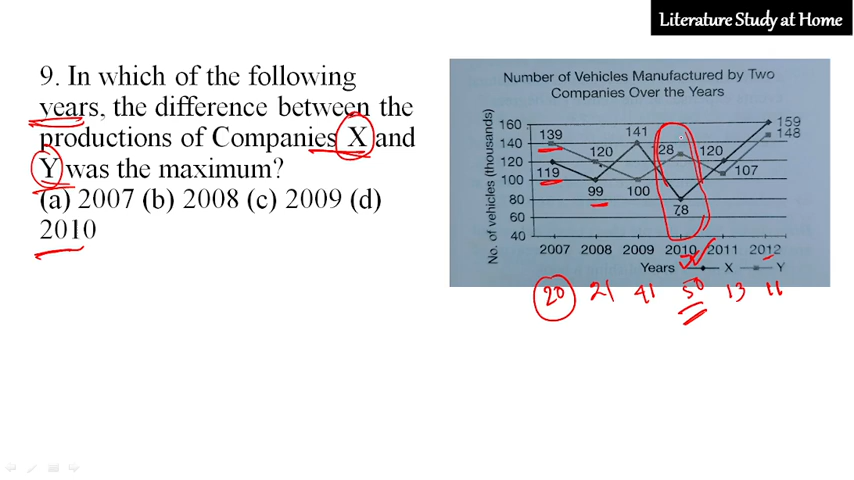 Literature Study at Home
9. In which of the following
years, the difference between the
productions of Companies X and
Y was the maximum?
(a) 2007 (b) 2008 (c) 2009 (d)
2010
Number of Vehicles Manufactured by Two
Companies Over the Years
No. of vehicles (thousands)
160
140
120
100
80
60
40
139
119
120
99
141
100
128
78
120
107
159
148
2007 2008 2009 2010 2011 2012
Years X Y
20 21 41 50 13 11